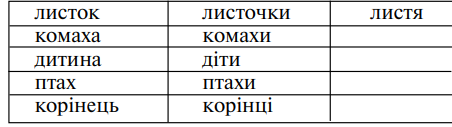 листок листочки листя
комаха комахи
дитина діти
птах птахи
корінець корінці